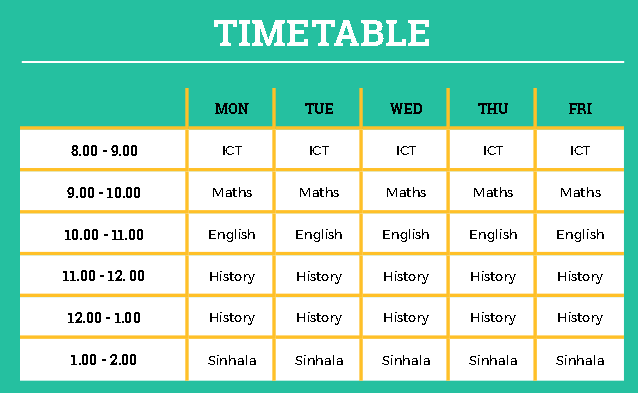 TIMETABLE
MON TUE WED THU FRI
8.00 - 9.00 ICT ICT ICT ICT ICT
9.00 - 10.00 Maths Maths Maths Maths Maths
10.00 - 11.00 English English English English English
11.00 - 12. 00 History History History History History
12.00 - 1.00 History History History History History
1.00 - 2.00 Sinhala Sinhala Sinhala Sinhala Sinhala